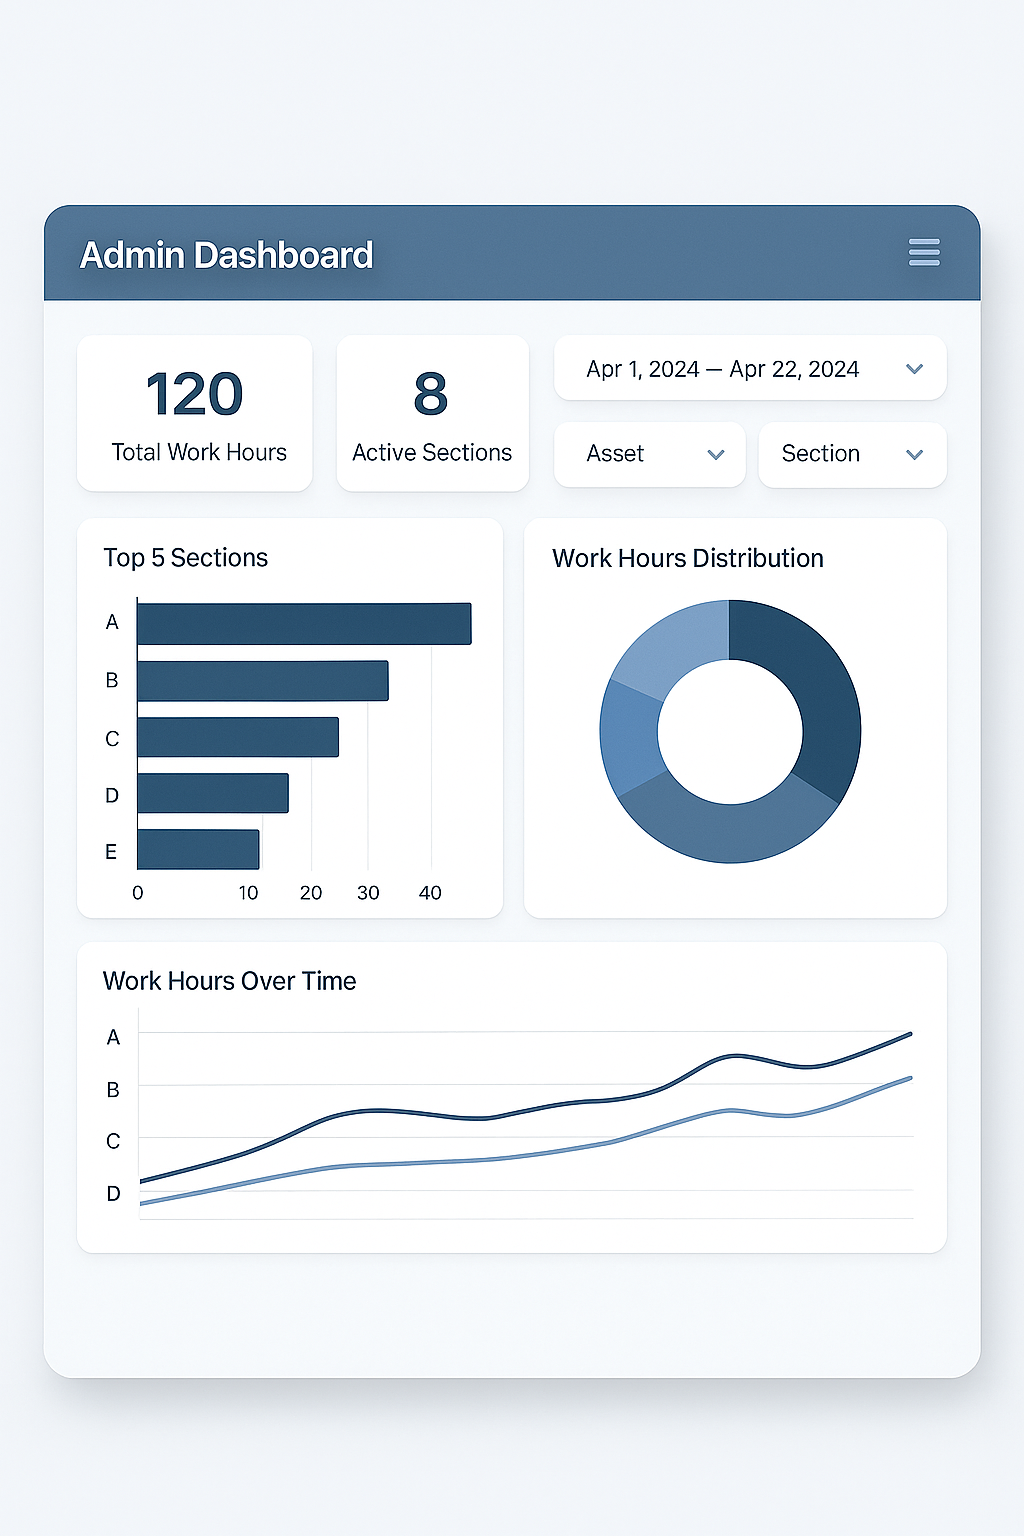 Admin Dashboard
120
Total Work Hours
8
Active Sections
Apr 1, 2024 — Apr 22, 2024
Asset
Section
Top 5 Sections
A
B
C
D
E
0 10 20 30 40
Work Hours Distribution
Work Hours Over Time
A
B
C
D